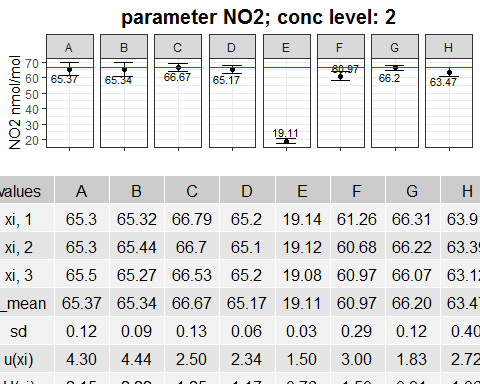 parameter NO2; conc level: 2
A B C D E F G H
NO2 nmol/mol
70
60
50
40
30
20
65.37 65.34 66.67 65.17 19.11 60.97 66.2 63.47
values A B C D E F G H
xi, 1 65.3 65.32 66.79 65.2 19.14 61.26 66.31 63.9
xi, 2 65.3 65.44 66.7 65.1 19.12 60.68 66.22 63.39
xi, 3 65.5 65.27 66.53 65.2 19.08 60.97 66.07 63.12
_mean 65.37 65.34 66.67 65.17 19.11 60.97 66.20 63.47
sd 0.12 0.09 0.13 0.06 0.03 0.29 0.12 0.40
u(xi) 4.30 4.44 2.50 2.34 1.50 3.00 1.83 2.72